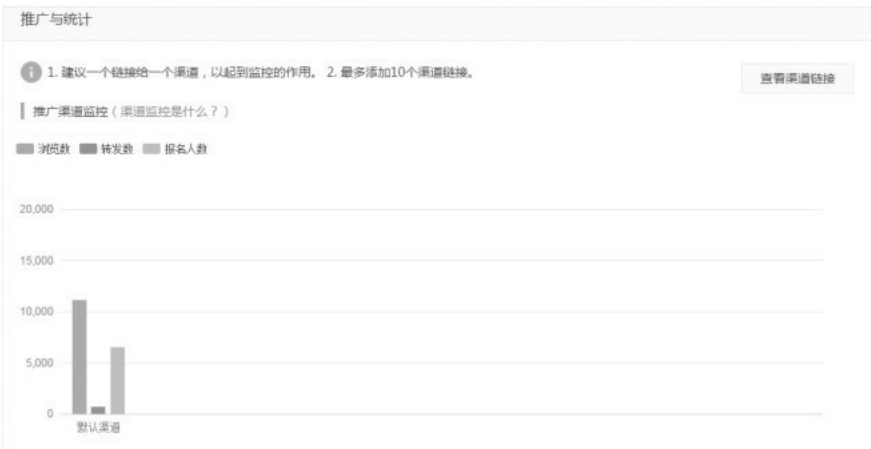 推广与统计
1. 建议一个链接给一个渠道，以起到监控的作用。 2. 最多添加10个渠道链接。
查看渠道链接
推广渠道监控（渠道监控是什么？）
浏览数 转发数 报名人数
20,000
15,000
10,000
5,000
0
默认渠道